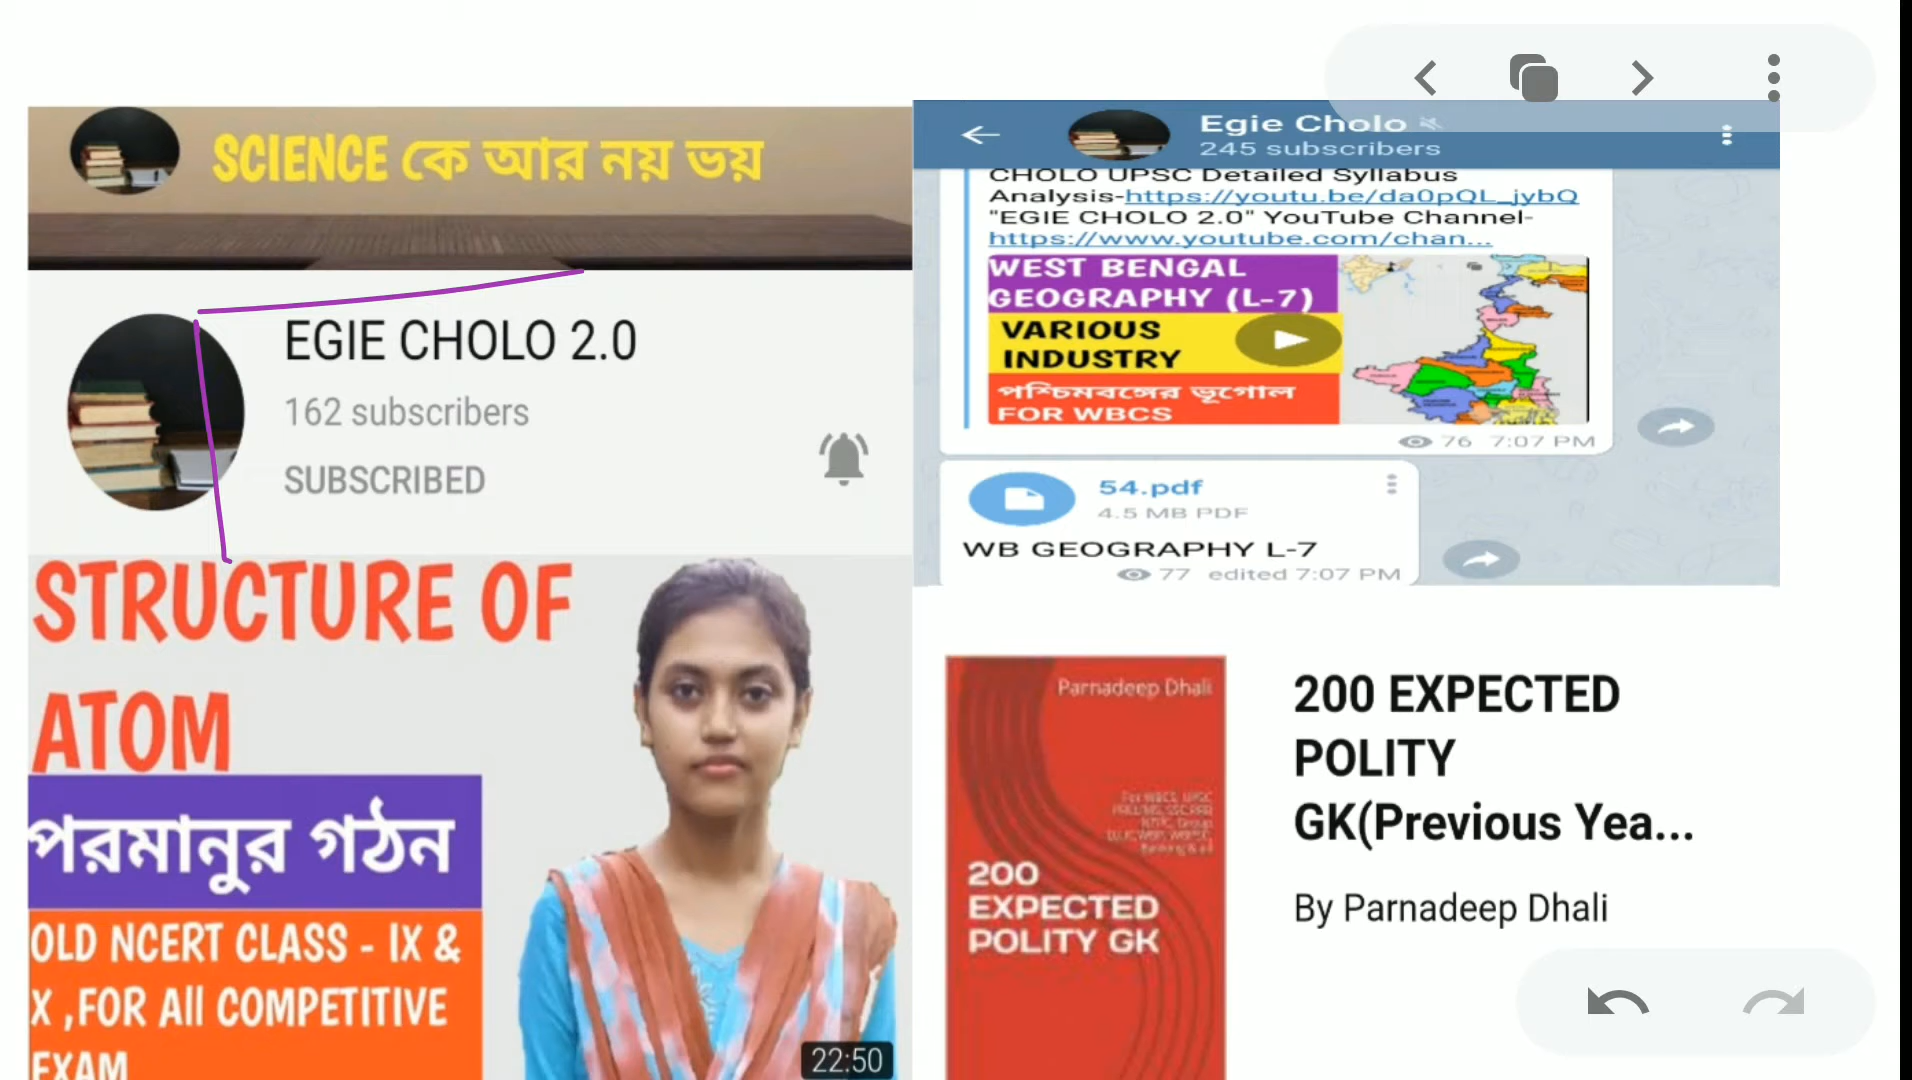 SCIENCE কে আর নয় ভয়
EGIE CHOLO 2.0
162 subscribers
SUBSCRIBED
STRUCTURE OF
ATOM
পরমানুর গঠন
OLD NCERT CLASS - IX &
X ,FOR All COMPETITIVE
EXAM
22:50
Egie Cholo
245 subscribers
CHOLO UPSC Detailed Syllabus
Analysis-https://youtu.be/da0pQL_jybQ
"EGIE CHOLO 2.0" YouTube Channel-
https://www.youtube.com/chan...
WEST BENGAL
GEOGRAPHY (L-7)
VARIOUS
INDUSTRY
পশ্চিমবঙ্গের ভূগোল
FOR WBCS
76 7:07 PM
54.pdf
4.5 MB PDF
WB GEOGRAPHY L-7
77 edited 7:07 PM
Parnadeep Dhali
200
EXPECTED
POLITY GK
200 EXPECTED
POLITY
GK(Previous Yea...
By Parnadeep Dhali